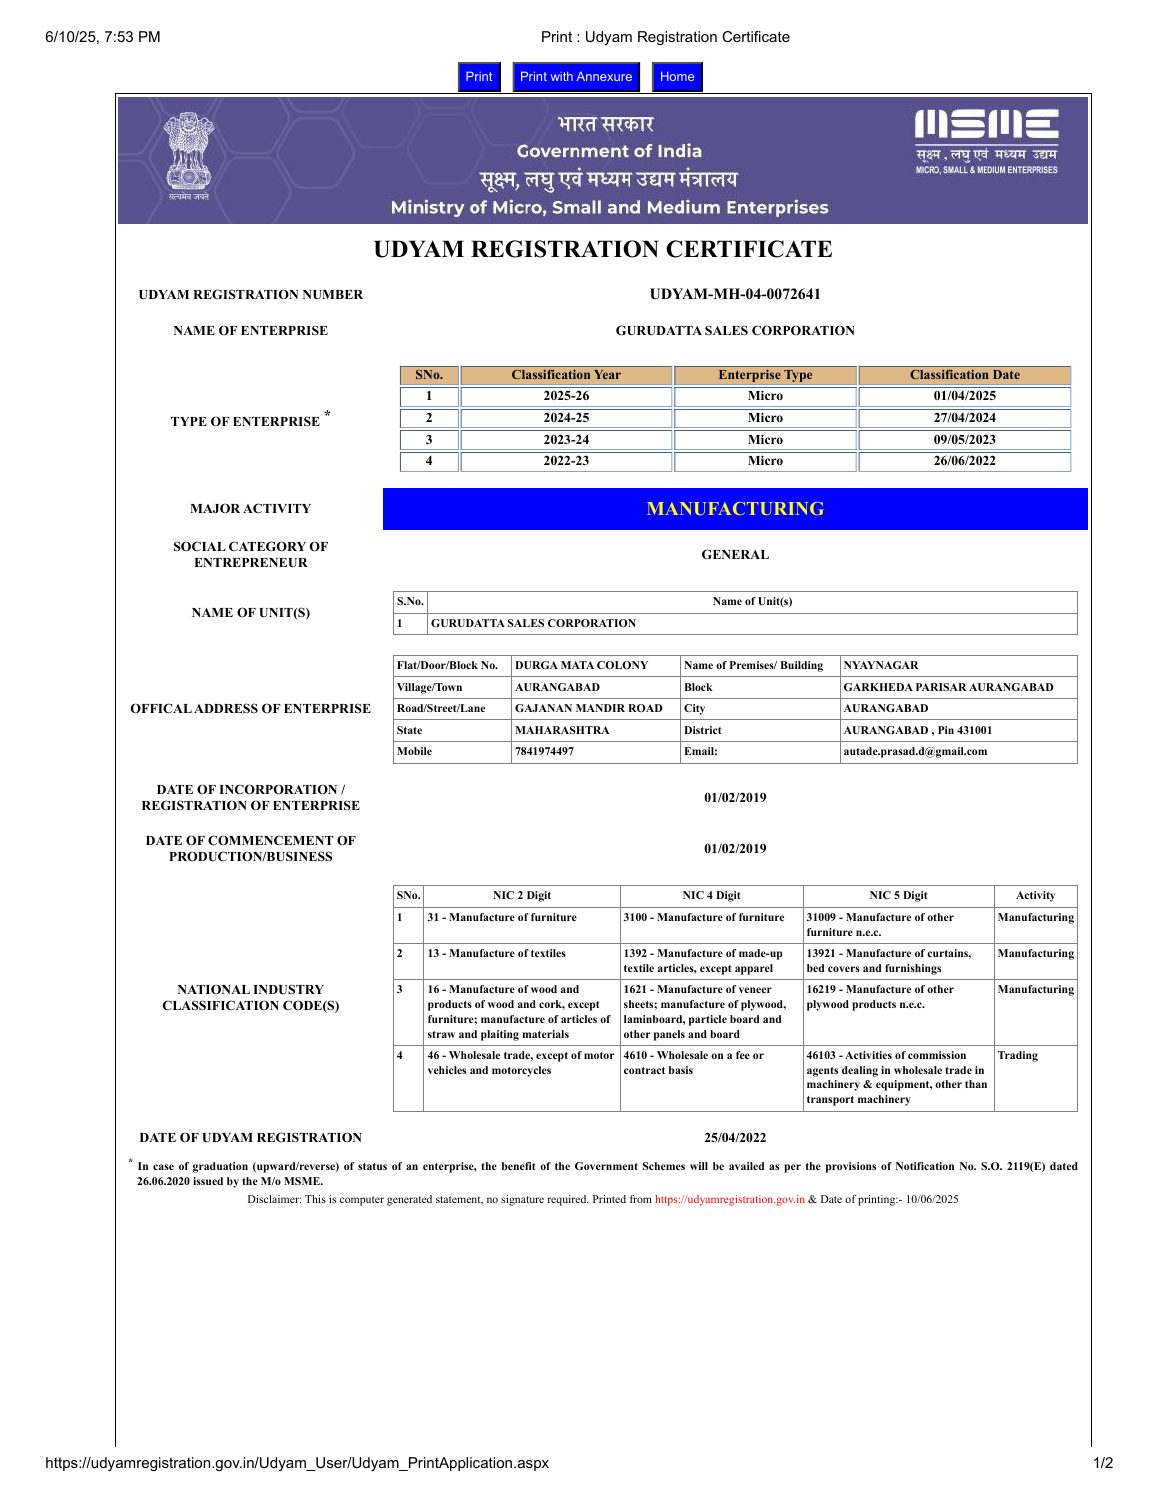 6/10/25, 7:53 PM Print : Udyam Registration Certificate
Print Print with Annexure Home
भारत सरकार
Government of India
सूक्ष्म, लघु एवं मध्यम उद्यम मंत्रालय
Ministry of Micro, Small and Medium Enterprises
सत्यमेव जयते
MSME
सूक्ष्म , लघु एवं मध्यम उद्यम
MICRO, SMALL & MEDIUM ENTERPRISES
UDYAM REGISTRATION CERTIFICATE
UDYAM REGISTRATION NUMBER UDYAM-MH-04-0072641
NAME OF ENTERPRISE GURUDATTA SALES CORPORATION
TYPE OF ENTERPRISE *
SNo. Classification Year Enterprise Type Classification Date
1 2025-26 Micro 01/04/2025
2 2024-25 Micro 27/04/2024
3 2023-24 Micro 09/05/2023
4 2022-23 Micro 26/06/2022
MAJOR ACTIVITY MANUFACTURING
SOCIAL CATEGORY OF
ENTREPRENEUR
GENERAL
NAME OF UNIT(S)
S.No. Name of Unit(s)
1 GURUDATTA SALES CORPORATION
OFFICAL ADDRESS OF ENTERPRISE
Flat/Door/Block No. DURGA MATA COLONY Name of Premises/ Building NYAYNAGAR
Village/Town AURANGABAD Block GARKHEDA PARISAR AURANGABAD
Road/Street/Lane GAJANAN MANDIR ROAD City AURANGABAD
State MAHARASHTRA District AURANGABAD , Pin 431001
Mobile 7841974497 Email: autade.prasad.d@gmail.com
DATE OF INCORPORATION /
REGISTRATION OF ENTERPRISE
01/02/2019
DATE OF COMMENCEMENT OF
PRODUCTION/BUSINESS
01/02/2019
NATIONAL INDUSTRY
CLASSIFICATION CODE(S)
SNo. NIC 2 Digit NIC 4 Digit NIC 5 Digit Activity
1 31 - Manufacture of furniture 3100 - Manufacture of furniture 31009 - Manufacture of other Manufacturing
furniture n.e.c.
2 13 - Manufacture of textiles 1392 - Manufacture of made-up 13921 - Manufacture of curtains, Manufacturing
textile articles, except apparel bed covers and furnishings
3 16 - Manufacture of wood and 1621 - Manufacture of veneer 16219 - Manufacture of other Manufacturing
products of wood and cork, except sheets; manufacture of plywood, plywood products n.e.c.
furniture; manufacture of articles of laminboard, particle board and
straw and plaiting materials other panels and board
4 46 - Wholesale trade, except of motor 4610 - Wholesale on a fee or 46103 - Activities of commission Trading
vehicles and motorcycles contract basis agents dealing in wholesale trade in
machinery & equipment, other than
transport machinery
DATE OF UDYAM REGISTRATION 25/04/2022
* In case of graduation (upward/reverse) of status of an enterprise, the benefit of the Government Schemes will be availed as per the provisions of Notification No. S.O. 2119(E) dated
26.06.2020 issued by the M/o MSME.
Disclaimer: This is computer generated statement, no signature required. Printed from https://udyamregistration.gov.in & Date of printing:- 10/06/2025
https://udyamregistration.gov.in/Udyam_User/Udyam_PrintApplication.aspx 1/2